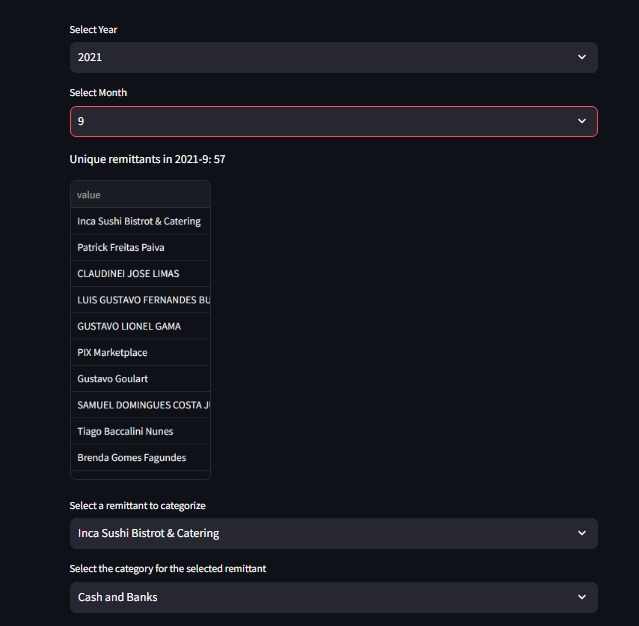 Select Year
2021
Select Month
9
Unique remittants in 2021-9: 57
value
Inca Sushi Bistrot & Catering
Patrick Freitas Paiva
CLAUDINEI JOSE LIMAS
LUIS GUSTAVO FERNANDES BU
GUSTAVO LIONEL GAMA
PIX Marketplace
Gustavo Goulart
SAMUEL DOMINGUES COSTA JU
Tiago Baccalini Nunes
Brenda Gomes Fagundes
Select a remittant to categorize
Inca Sushi Bistrot & Catering
Select the category for the selected remittant
Cash and Banks